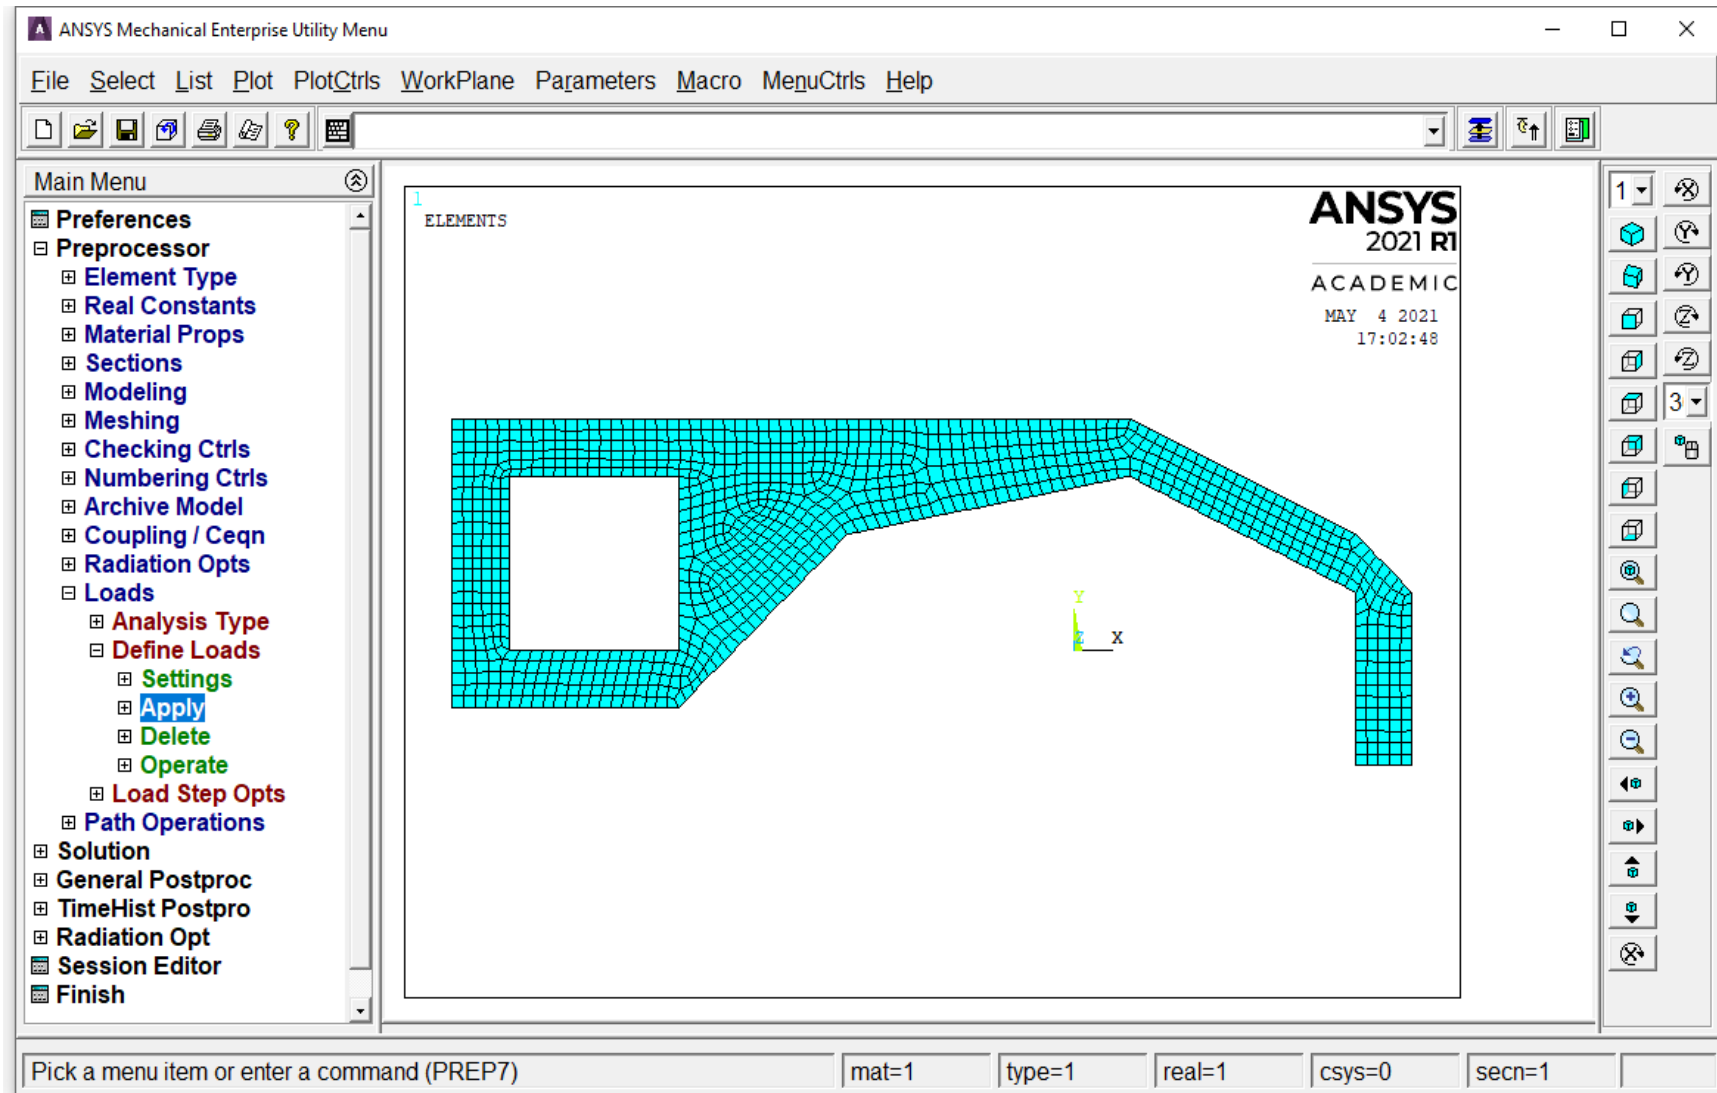 ANSYS Mechanical Enterprise Utility Menu
File Select List Plot PlotCtrls WorkPlane Parameters Macro MenuCtrls Help
Main Menu
Preferences
Preprocessor
Element Type
Real Constants
Material Props
Sections
Modeling
Meshing
Checking Ctrls
Numbering Ctrls
Archive Model
Coupling / Ceqn
Radiation Opts
Loads
Analysis Type
Define Loads
Settings
Apply
Delete
Operate
Load Step Opts
Path Operations
Solution
General Postproc
TimeHist Postpro
Radiation Opt
Session Editor
Finish
1
ELEMENTS
ANSYS
2021 R1
ACADEMIC
MAY 4 2021
17:02:48
Y
Z X
1
3
Pick a menu item or enter a command (PREP7)
mat=1
type=1
real=1
csys=0
secn=1